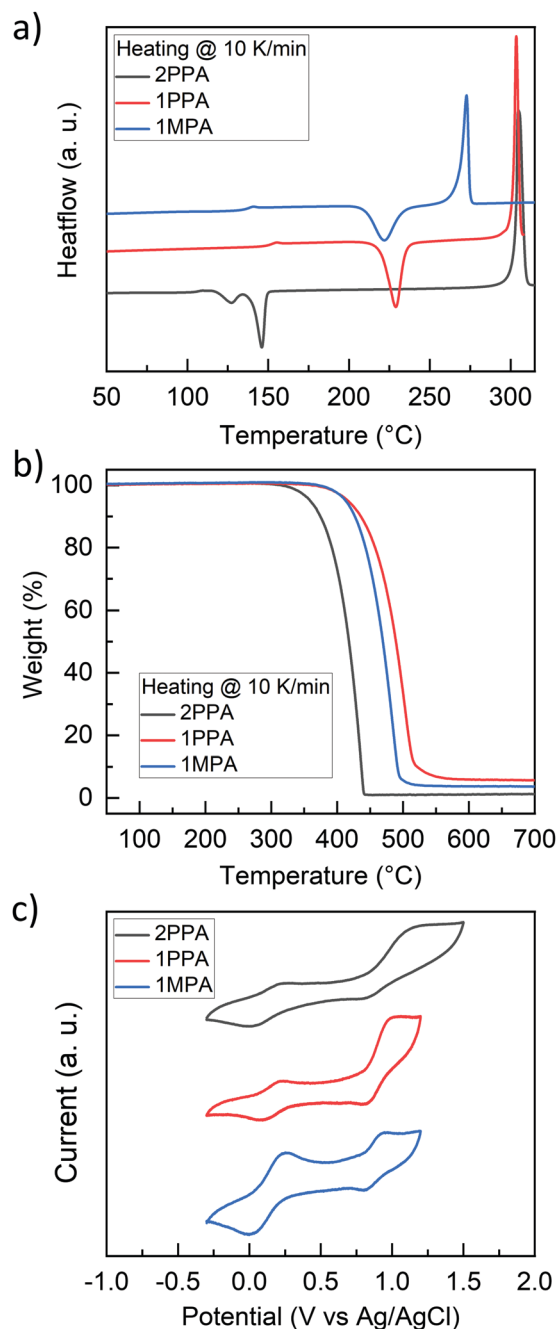 a)
Heating @ 10 K/min
2PPA
1PPA
1MPA
Heatflow (a. u.)
50 100 150 200 250 300
Temperature (°C)
b)
100
80
60
40
20
0
Weight (%)
Heating @ 10 K/min
2PPA
1PPA
1MPA
100 200 300 400 500 600 700
Temperature (°C)
c)
2PPA
1PPA
1MPA
Current (a. u.)
-1.0 -0.5 0.0 0.5 1.0 1.5 2.0
Potential (V vs Ag/AgCl)